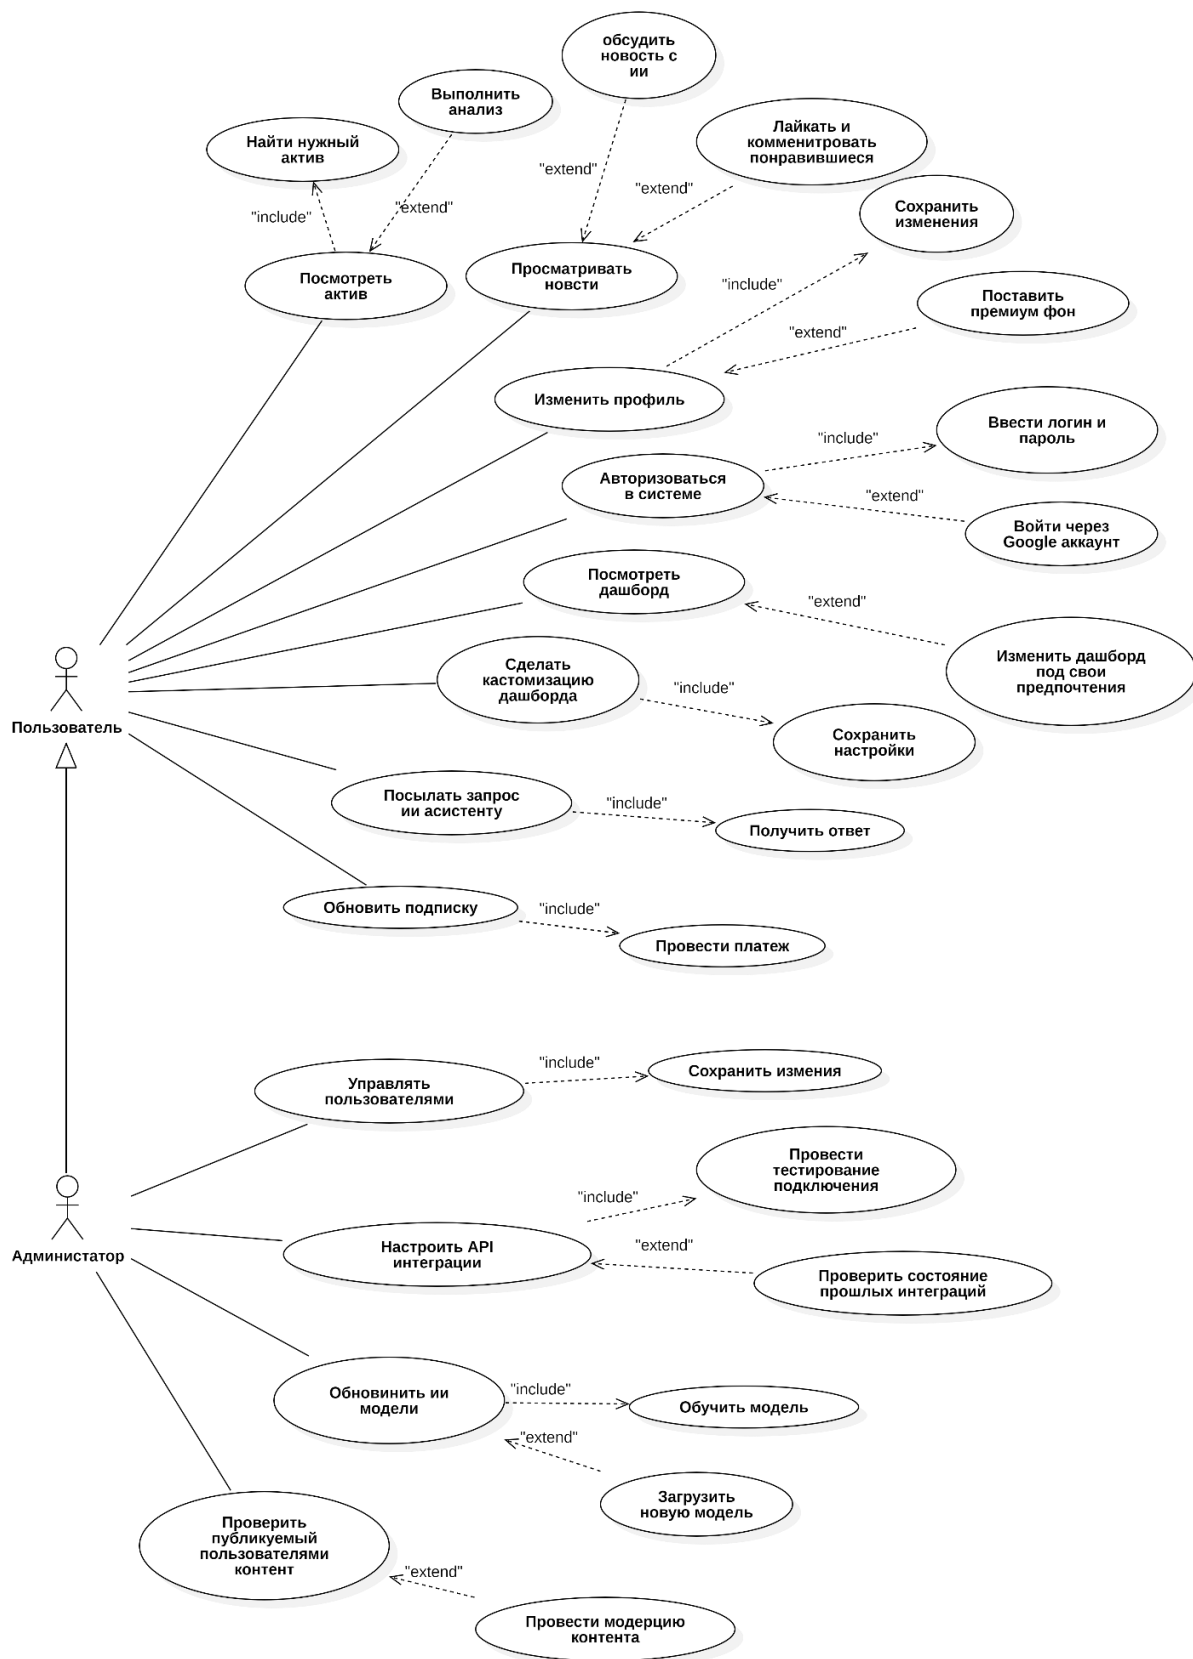 обсудить
новость с
ии
Выполнить
анализ
Найти нужный
актив
Лайкать и
комменитровать
понравившиеся
"extend"
"extend"
"include"
"extend"
Сохранить
изменения
Посмотреть
актив
Просматривать
новсти
"include"
Поставить
премиум фон
"extend"
Изменить профиль
Ввести логин и
пароль
"include"
Авторизоваться
в системе
"extend"
Войти через
Google аккаунт
Посмотреть
дашборд
"extend"
Изменить дашборд
под свои
предпочтения
Сделать
кастомизацию
дашборда
"include"
Сохранить
настройки
Пользователь
Посылать запрос
ии асистенту
"include"
Получить ответ
Обновить подписку
"include"
Провести платеж
Управлять
пользователями
"include"
Сохранить измения
Провести
тестирование
подключения
"include"
Администатор
Настроить API
интеграции
"extend"
Проверить состояние
прошлых интеграций
Обновинить ии
модели
"include"
Обучить модель
"extend"
Загрузить
новую модель
Проверить
публикуемый
пользователями
контент
"extend"
Провести модерцию
контента